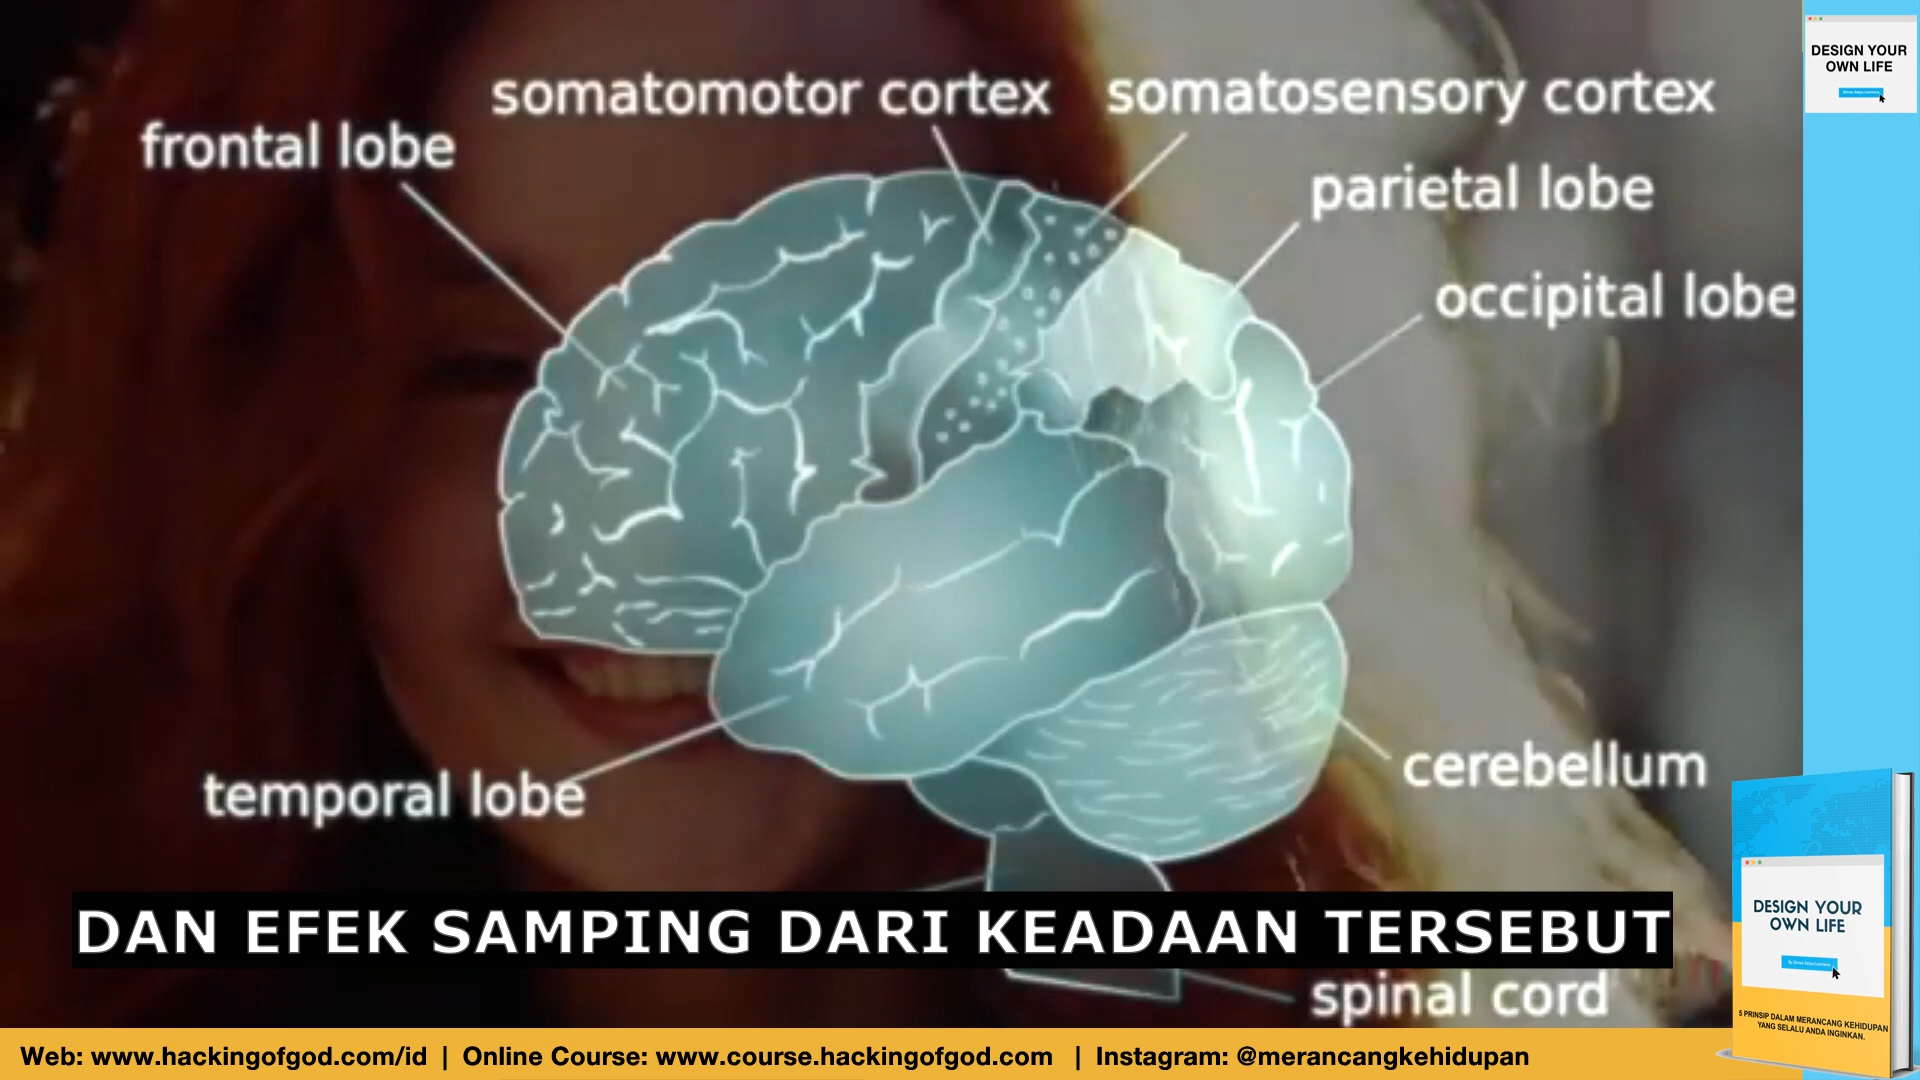 somatomotor cortex
somatosensory cortex
frontal lobe
parietal lobe
occipital lobe
temporal lobe
cerebellum
DAN EFEK SAMPING DARI KEADAAN TERSEBUT
spinal cord
DESIGN YOUR
OWN LIFE
DESIGN YOUR
OWN LIFE
5 PRINSIP DALAM MERANCANG KEHIDUPAN
YANG SELALU ANDA INGINKAN.
Web: www.hackingofgod.com/id | Online Course: www.course.hackingofgod.com | Instagram: @merancangkehidupan